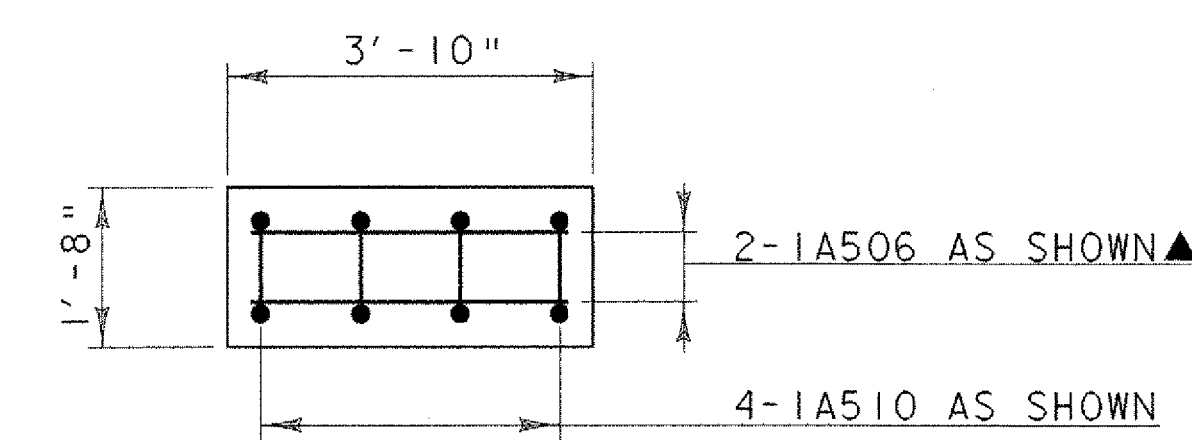 3'-10"
1'-8"
2-1A506 AS SHOWN▲
4-1A510 AS SHOWN